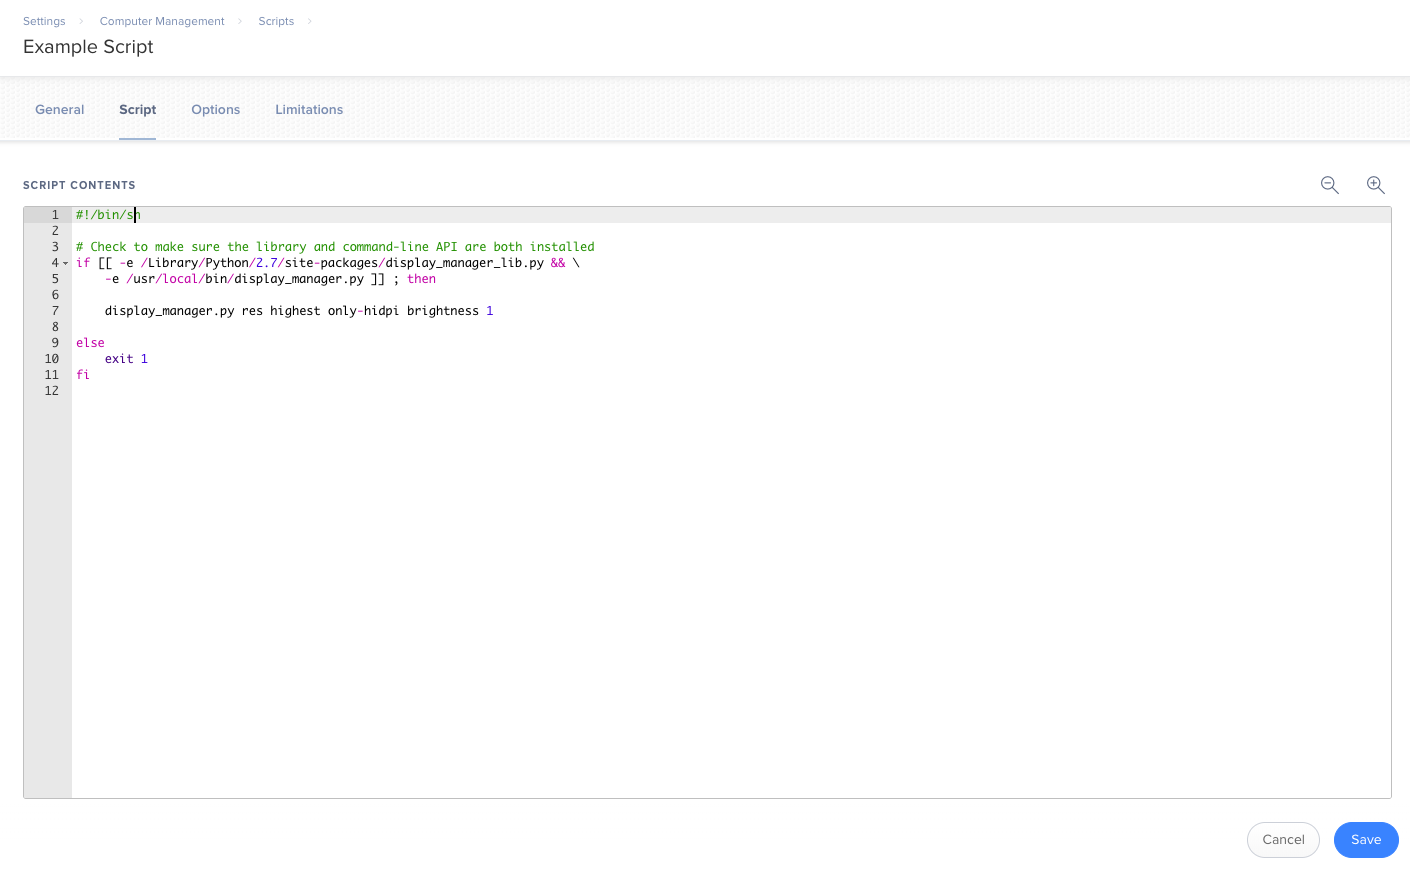 Settings > Computer Management > Scripts >
Example Script
General Script Options Limitations
SCRIPT CONTENTS
1 #!/bin/sh
2
3 # Check to make sure the library and command-line API are both installed
4 if [[ -e /Library/Python/2.7/site-packages/display_manager_lib.py && \
5     -e /usr/local/bin/display_manager.py ]] ; then
6
7     display_manager.py res highest only-hidpi brightness 1
8
9 else
10     exit 1
11 fi
12
Cancel Save